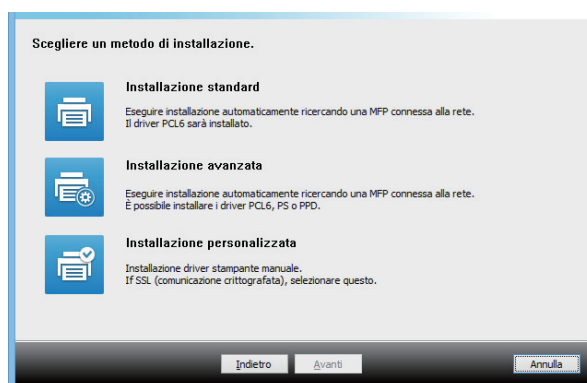 Scegliere un metodo di installazione.
Installazione standard
Eseguire installazione automaticamente ricercando una MFP connessa alla rete.
Il driver PCL6 sarà installato.
Installazione avanzata
Eseguire installazione automaticamente ricercando una MFP connessa alla rete.
È possibile installare i driver PCL6, PS o PPD.
Installazione personalizzata
Installazione driver stampante manuale.
If SSL (comunicazione crittografata), selezionare questo.
Indietro Avanti Annulla